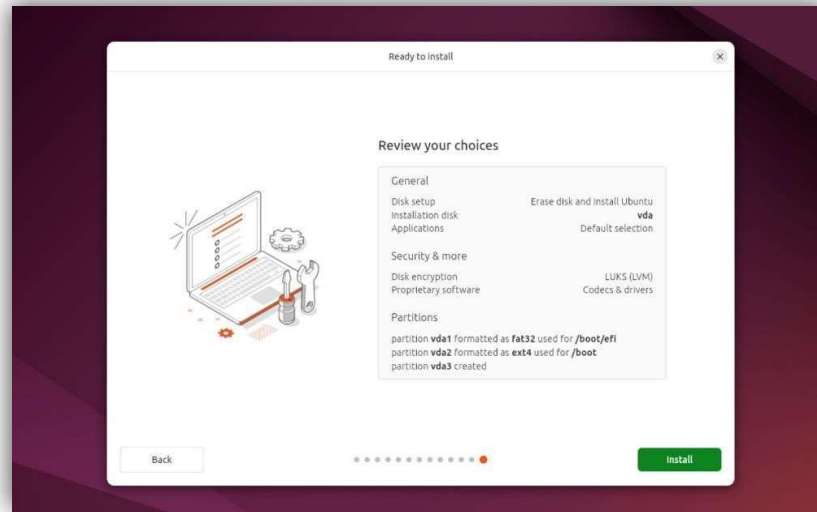 Ready to install
Review your choices
General
Disk setup Erase disk and install Ubuntu
Installation disk vda
Applications Default selection
Security & more
Disk encryption LUKS (LVM)
Proprietary software Codecs & drivers
Partitions
partition vda1 formatted as fat32 used for /boot/efi
partition vda2 formatted as ext4 used for /boot
partition vda3 created
Back Install